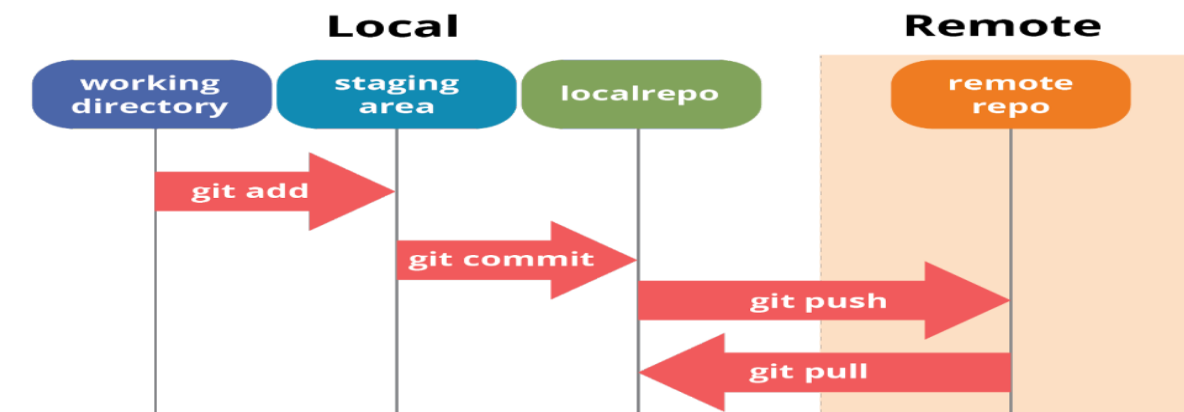 Local
Remote
working
directory
staging
area
localrepo
remote
repo
git add
git commit
git push
git pull